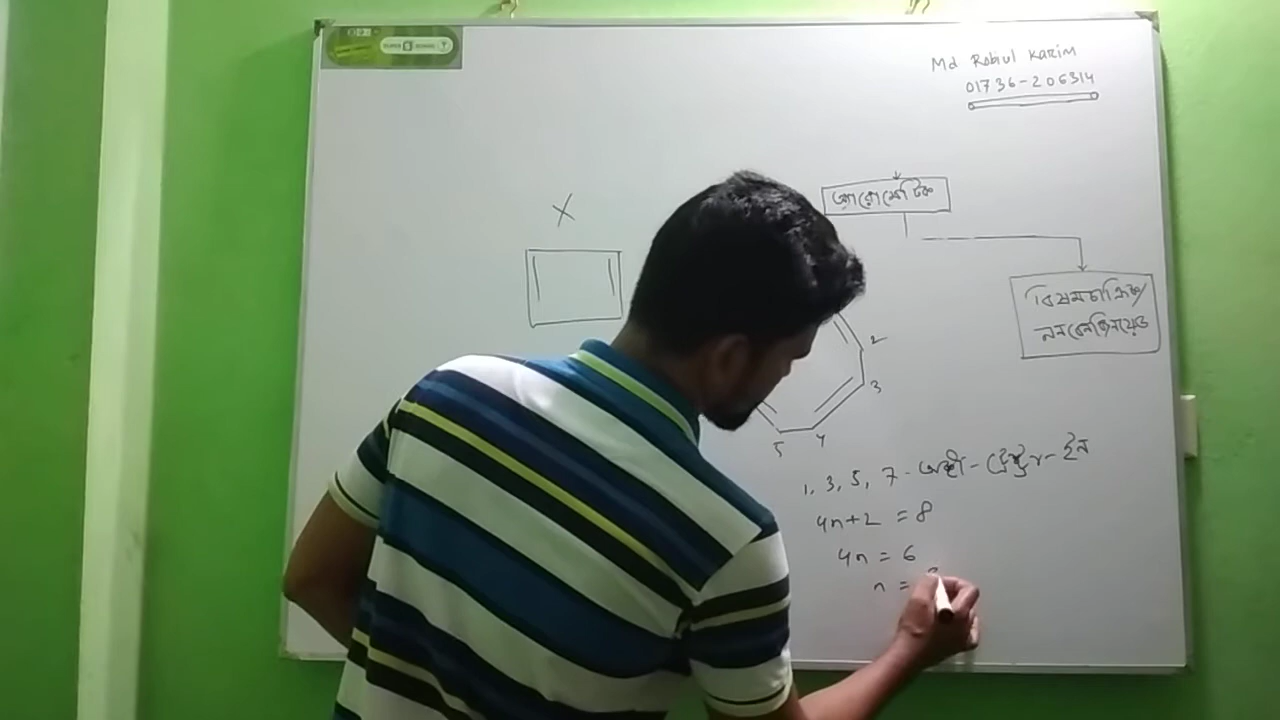 Md Robiul Karim
01736-206314
X
অ্যারোমেটিক
বিষমচাক্রিক/
নন বেনজিনয়েড
2
3
4
5
1, 3, 5, 7 - অক্টা - ট্রেট্রা - ইন
4n+2 = 8
4n = 6
n =